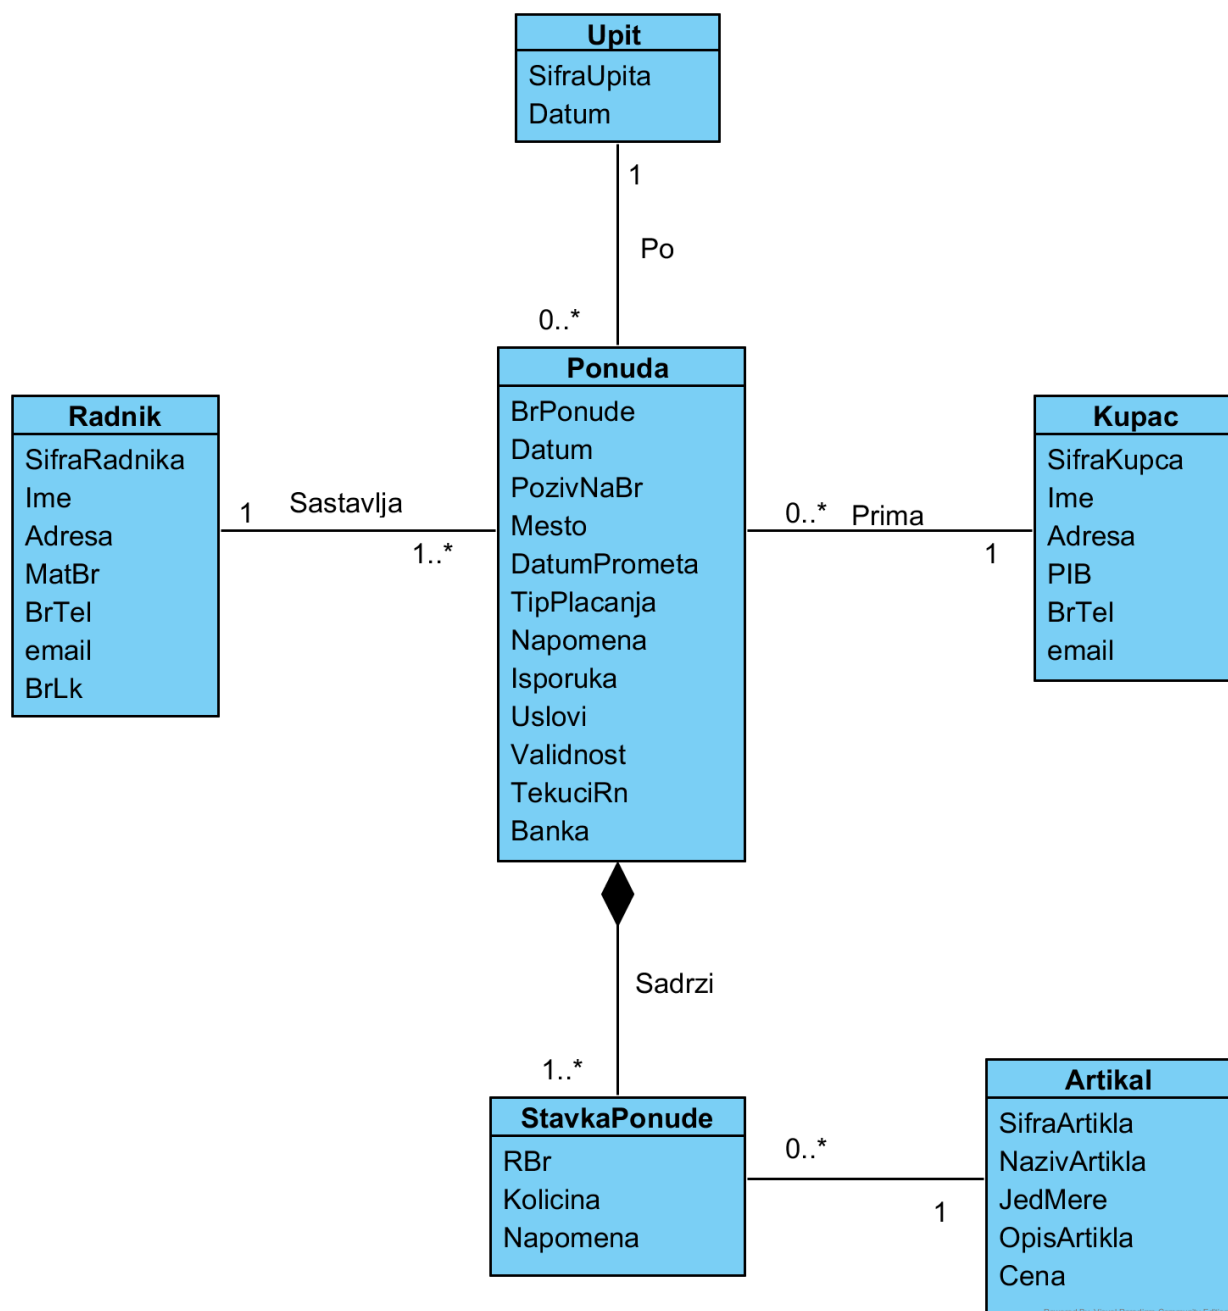 Upit
SifraUpita
Datum
1
Po
0..*
Ponuda
BrPonude
Datum
PozivNaBr
Mesto
DatumPrometa
TipPlacanja
Napomena
Isporuka
Uslovi
Validnost
TekuciRn
Banka
Radnik
SifraRadnika
Ime
Adresa
MatBr
BrTel
email
BrLk
1
Sastavlja
1..*
0..*
Prima
1
Kupac
SifraKupca
Ime
Adresa
PIB
BrTel
email
Sadrzi
1..*
StavkaPonude
RBr
Kolicina
Napomena
0..*
1
Artikal
SifraArtikla
NazivArtikla
JedMere
OpisArtikla
Cena